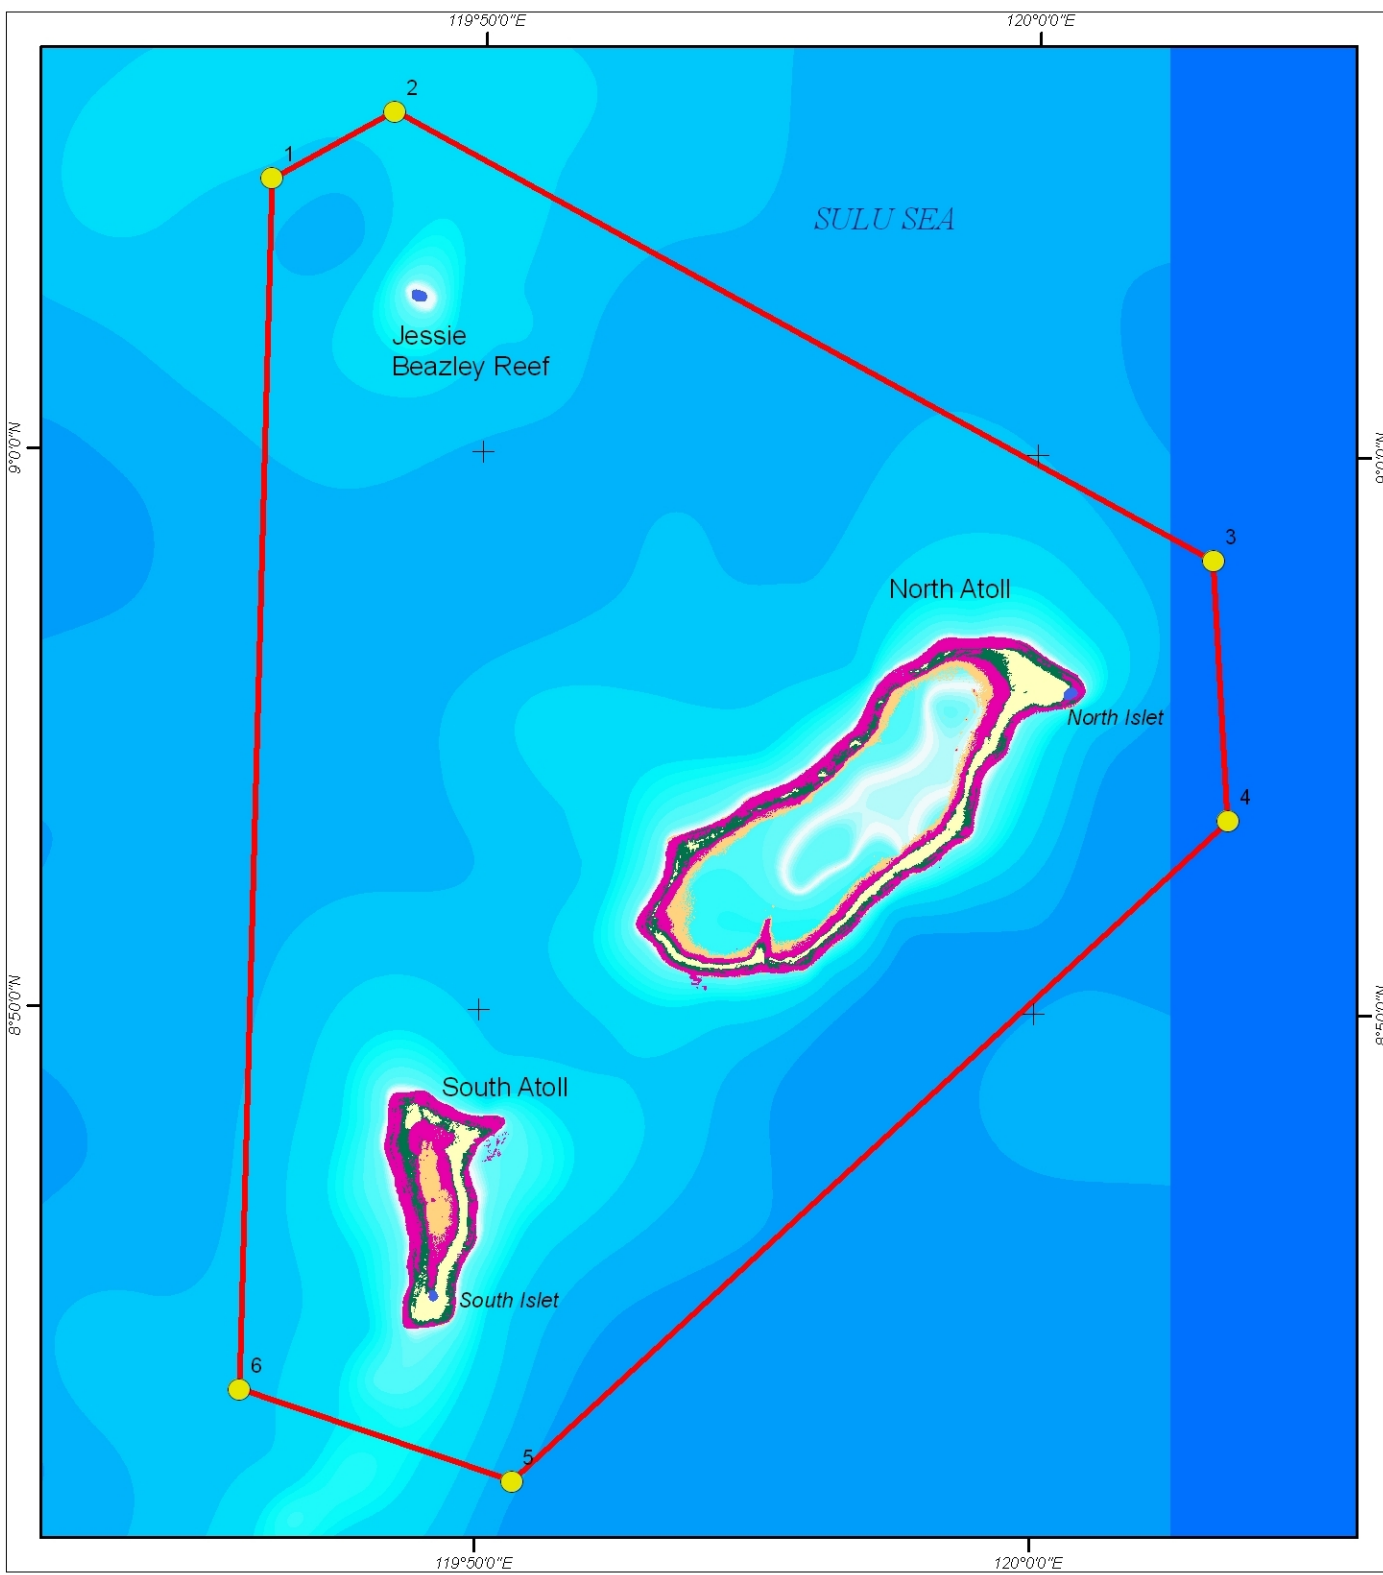 119°50'0"E
120°0'0"E
2
1
SULU SEA
Jessie
Beazley Reef
9°0'0"N
9°0'0"N
3
North Atoll
North Islet
4
8°50'0"N
8°50'0"N
South Atoll
South Islet
6
5
119°50'0"E
120°0'0"E